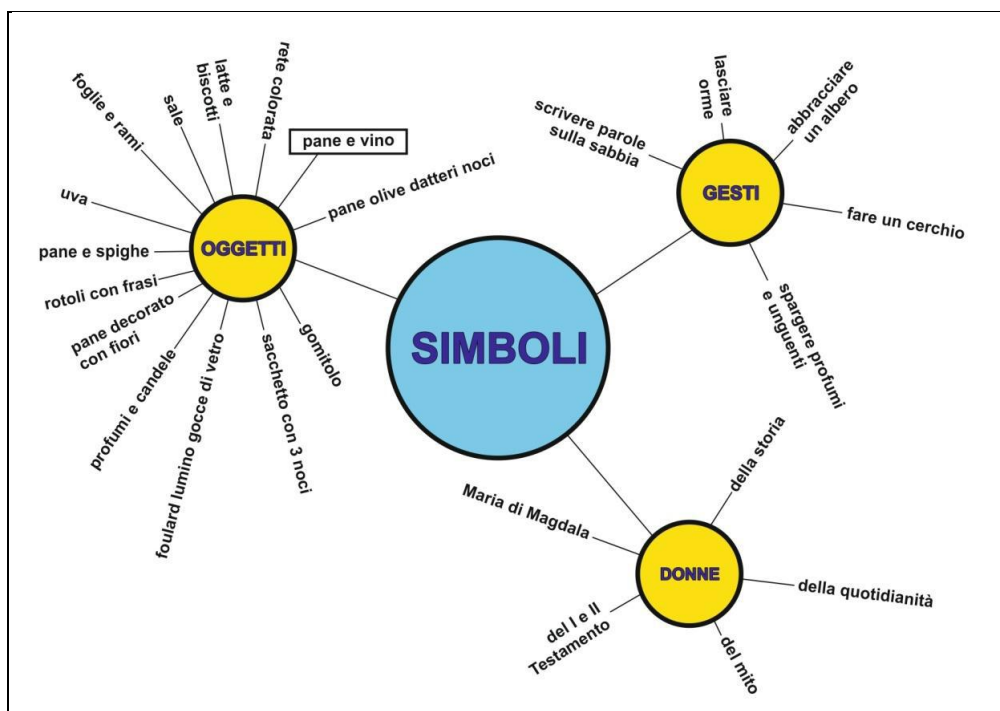 SIMBOLI
OGGETTI
uva
foglie e rami
sale
latte e
biscotti
rete colorata
pane e vino
pane olive datteri noci
pane e spighe
rotoli con frasi
pane decorato
con fiori
profumi e candele
foulard lumino gocce di vetro
sacchetto con 3 noci
gomitolo
GESTI
scrivere parole
sulla sabbia
lasciare
orme
abbracciare
un albero
fare un cerchio
spargere profumi
e unguenti
DONNE
Maria di Magdala
della storia
della quotidianità
del mito
del I e II
Testamento